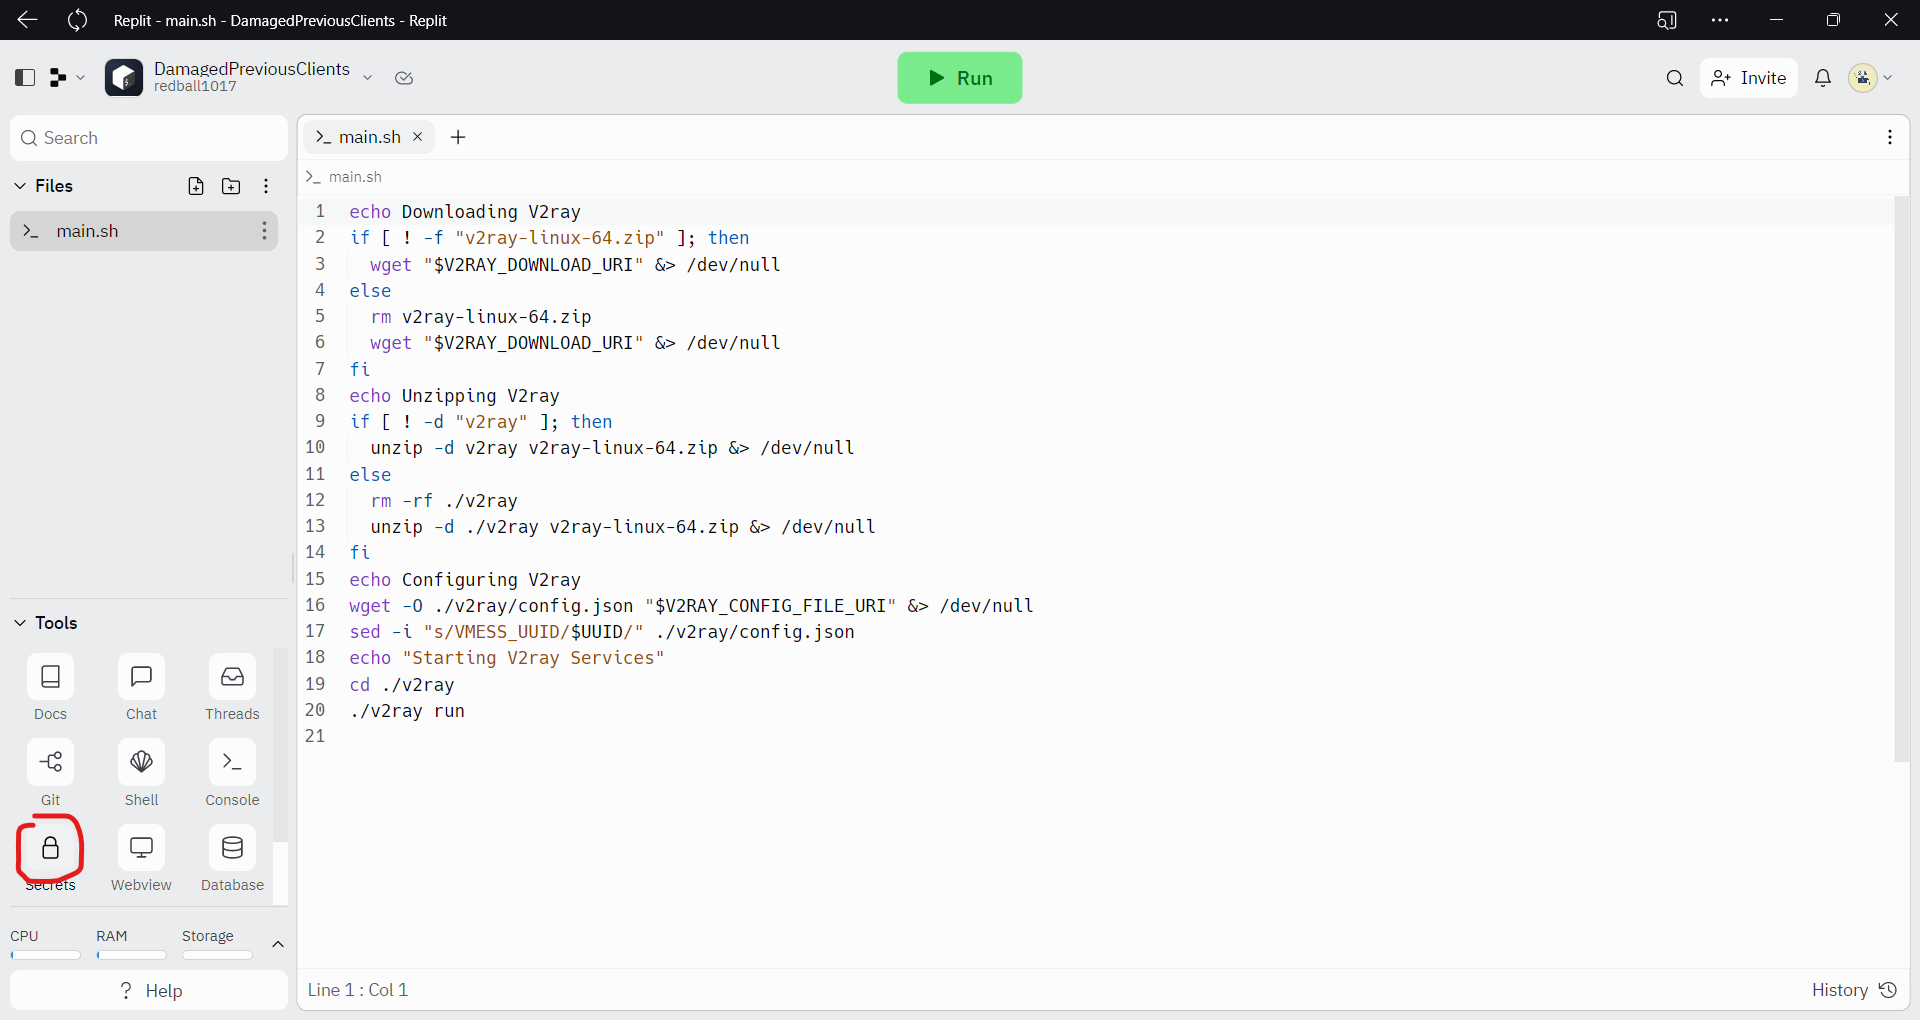 Replit - main.sh - DamagedPreviousClients - Replit
DamagedPreviousClients
redball1017
Run
Invite
Search
Files
main.sh
Tools
Docs
Chat
Threads
Git
Shell
Console
Secrets
Webview
Database
CPU
RAM
Storage
? Help
>_ main.sh
>_ main.sh
1 echo Downloading V2ray
2 if [ ! -f "v2ray-linux-64.zip" ]; then
3 wget "$V2RAY_DOWNLOAD_URI" &> /dev/null
4 else
5 rm v2ray-linux-64.zip
6 wget "$V2RAY_DOWNLOAD_URI" &> /dev/null
7 fi
8 echo Unzipping V2ray
9 if [ ! -d "v2ray" ]; then
10 unzip -d v2ray v2ray-linux-64.zip &> /dev/null
11 else
12 rm -rf ./v2ray
13 unzip -d ./v2ray v2ray-linux-64.zip &> /dev/null
14 fi
15 echo Configuring V2ray
16 wget -O ./v2ray/config.json "$V2RAY_CONFIG_FILE_URI" &> /dev/null
17 sed -i "s/VMESS_UUID/$UUID/" ./v2ray/config.json
18 echo "Starting V2ray Services"
19 cd ./v2ray
20 ./v2ray run
21
Line 1 : Col 1
History